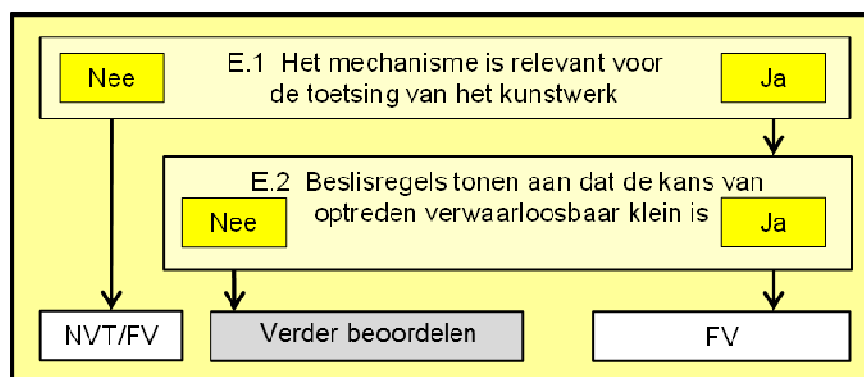 E.1 Het mechanisme is relevant voor
de toetsing van het kunstwerk
Nee
Ja
E.2 Beslisregels tonen aan dat de kans van
optreden verwaarloosbaar klein is
Nee
Ja
NVT/FV
Verder beoordelen
FV